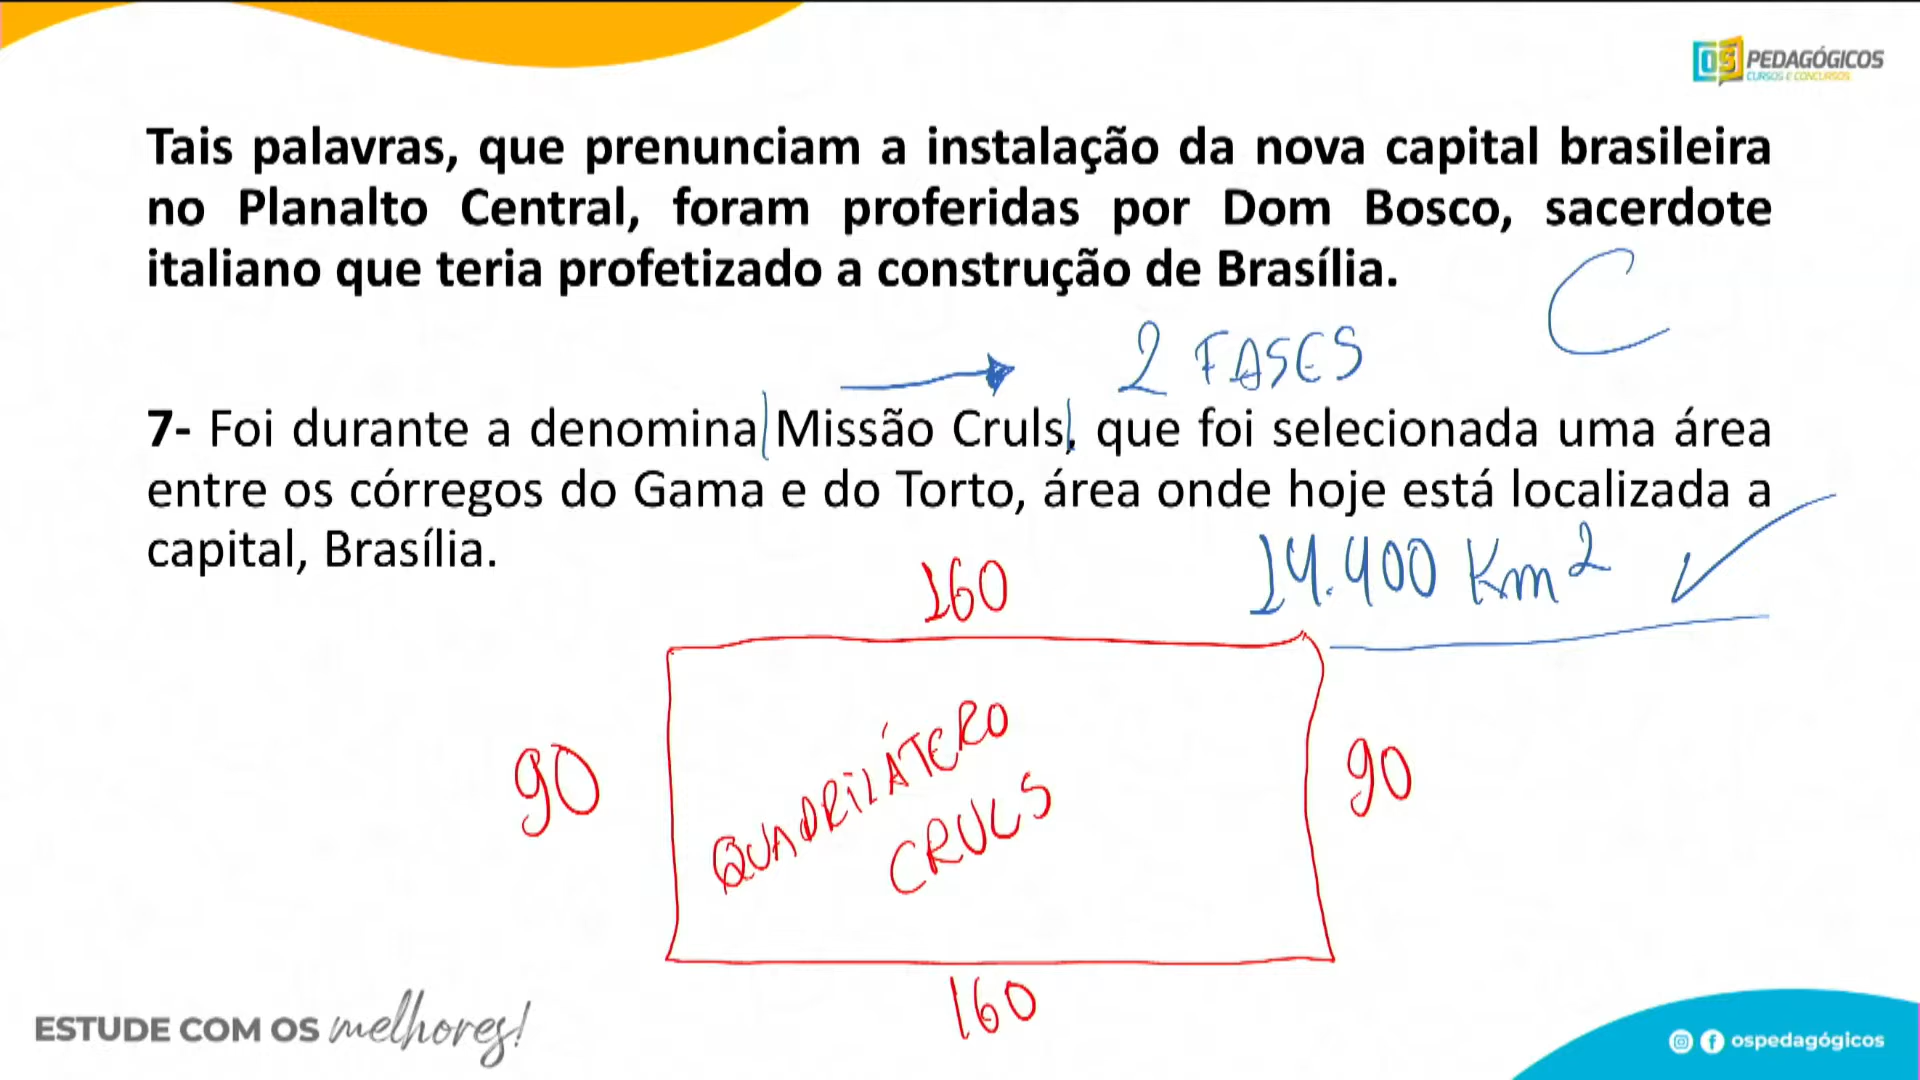 OS PEDAGÓGICOS
CURSOS E CONCURSOS
Tais palavras, que prenunciam a instalação da nova capital brasileira
no Planalto Central, foram proferidas por Dom Bosco, sacerdote
italiano que teria profetizado a construção de Brasília.
C
2 FASES
7- Foi durante a denomina Missão Cruls, que foi selecionada uma área
entre os córregos do Gama e do Torto, área onde hoje está localizada a
capital, Brasília.
14.400 Km²
160
90
QUADRILÁTERO
CRULS
90
160
ESTUDE COM OS melhores!
ospedagógicos